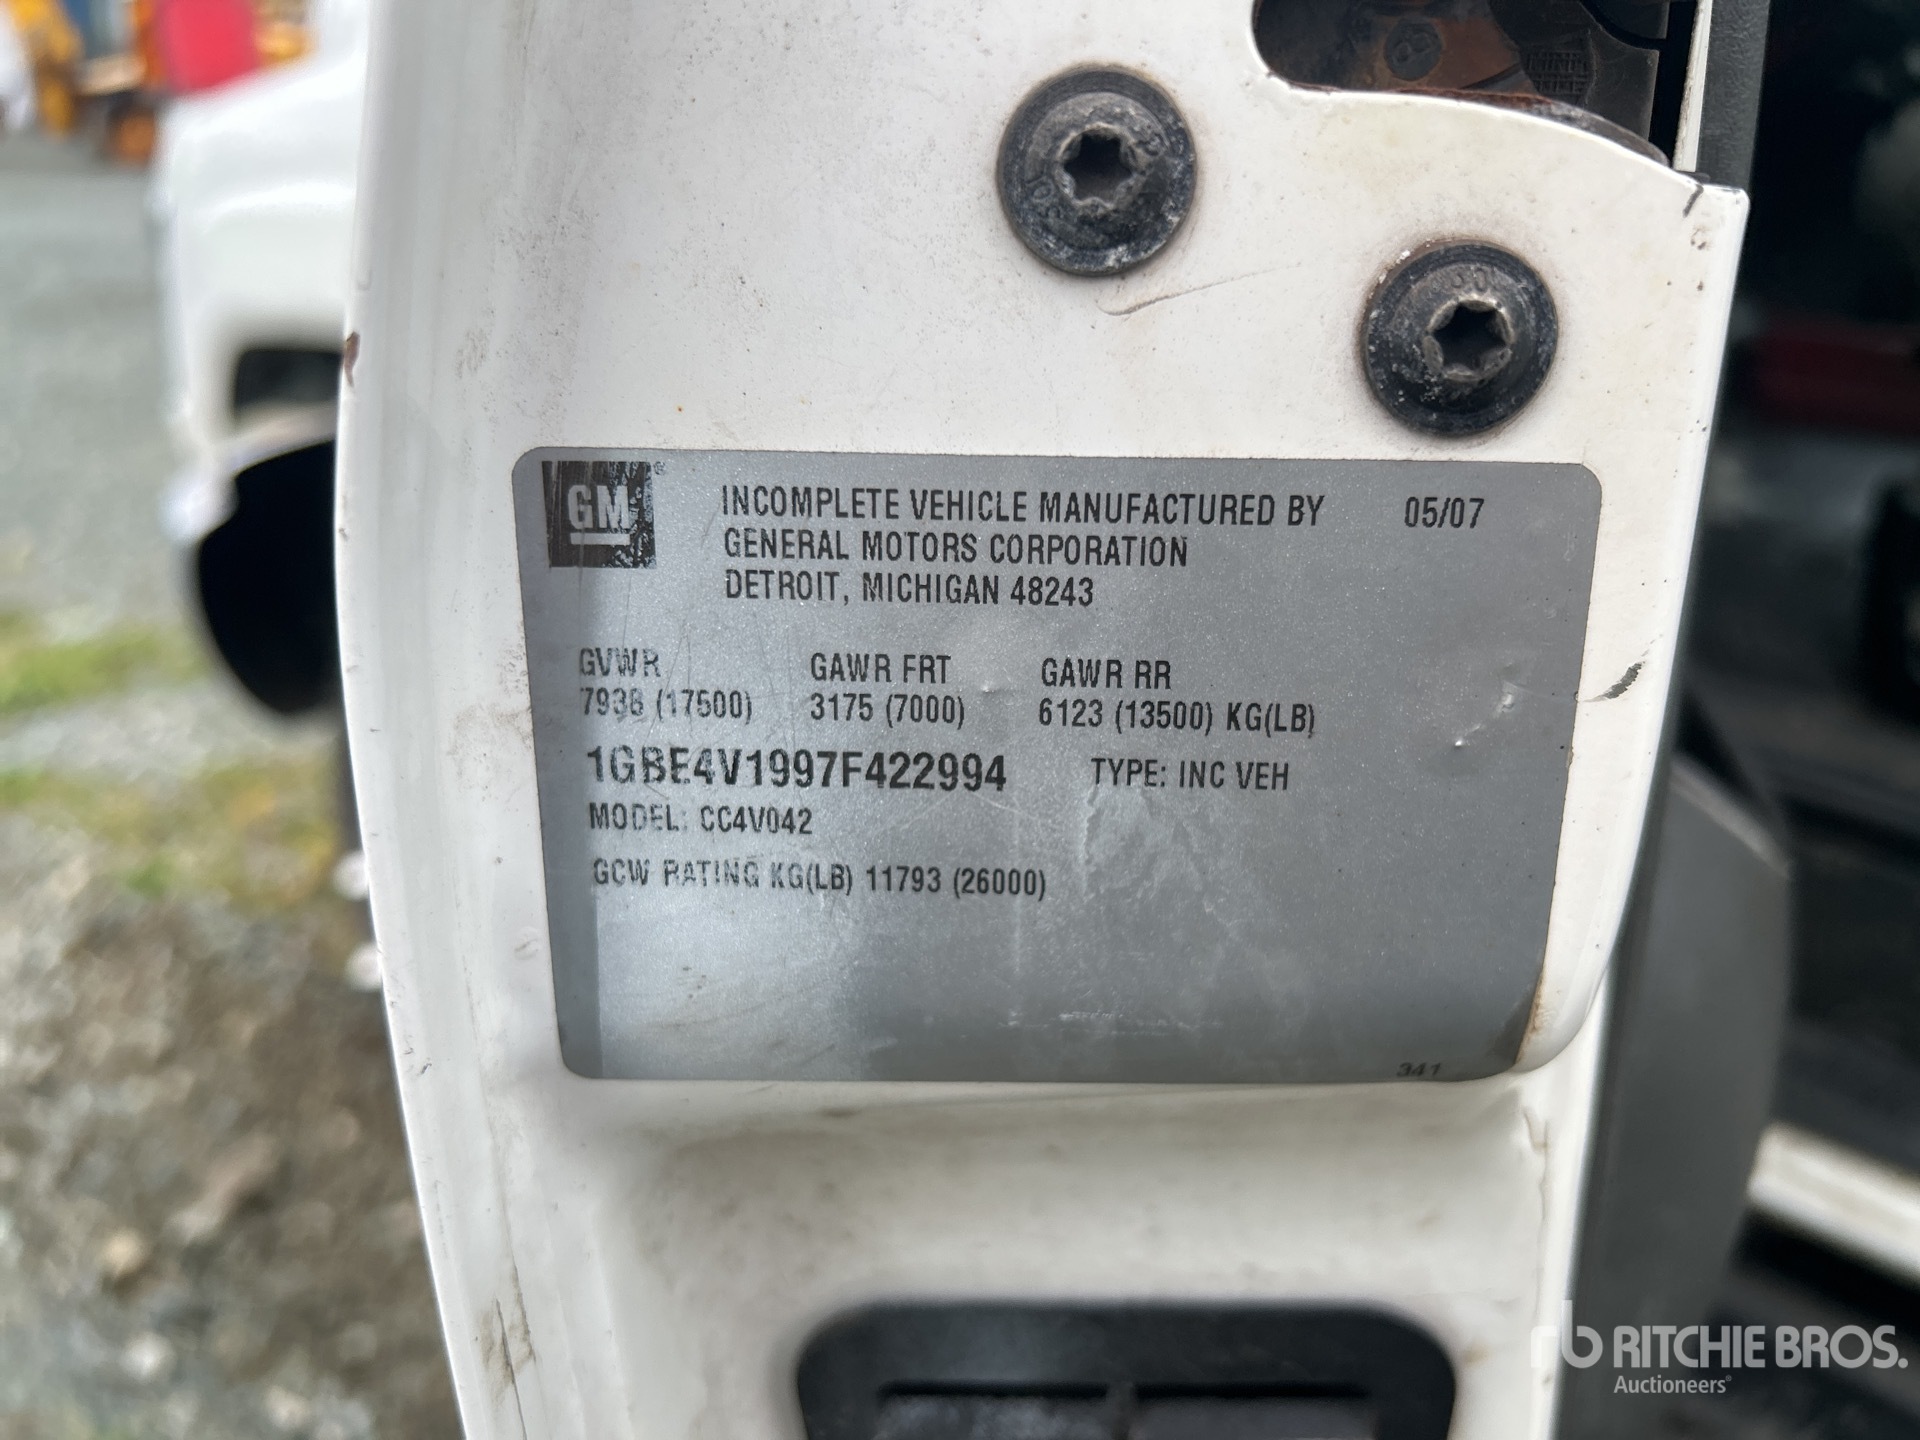 GM
INCOMPLETE VEHICLE MANUFACTURED BY 05/07
GENERAL MOTORS CORPORATION
DETROIT, MICHIGAN 48243
GVWR GAWR FRT GAWR RR
7938 (17500) 3175 (7000) 6123 (13500) KG(LB)
1GBE4V1997F422994 TYPE: INC VEH
MODEL: CC4V042
GCW RATING KG(LB) 11793 (26000)
341
RITCHIE BROS.
Auctioneers